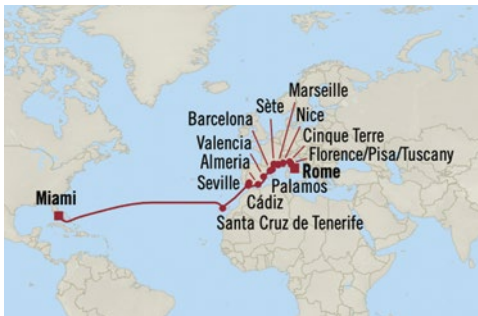 Marseille
Sète
Nice
Barcelona
Cinque Terre
Valencia
Florence/Pisa/Tuscany
Almeria
Rome
Seville
Palamos
Miami
Cádiz
Santa Cruz de Tenerife